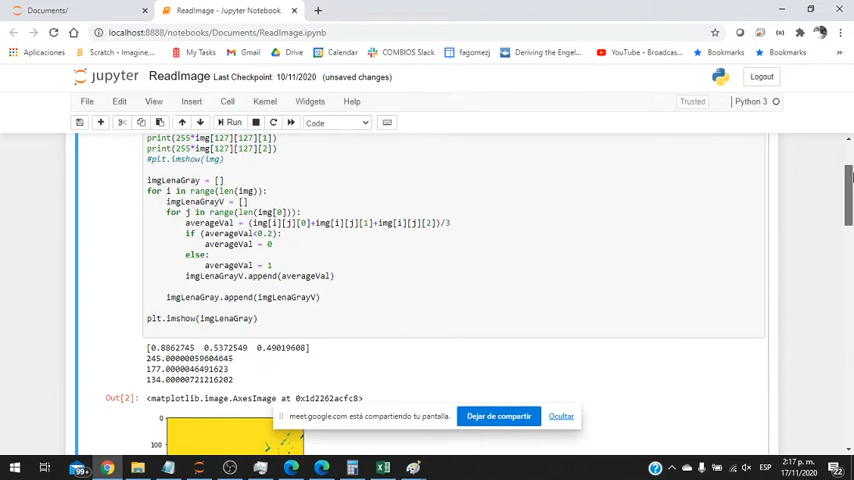 Documents/
ReadImage - Jupyter Notebook
localhost:8888/notebooks/Documents/ReadImage.ipynb
Aplicaciones
Scratch - Imagine,...
My Tasks
Gmail
Drive
Calendar
COMBIOS Slack
fagomezj
Deriving the Engel...
YouTube - Broadcas...
Bookmarks
Bookmarks
jupyter
ReadImage
Last Checkpoint: 10/11/2020
(unsaved changes)
Logout
File
Edit
View
Insert
Cell
Kernel
Widgets
Help
Trusted
Python 3
Run
Code
print(255*img[127][127][1])
print(255*img[127][127][2])
#plt.imshow(img)
imgLenaGray = []
for i in range(len(img)):
    imgLenaGrayV = []
    for j in range(len(img[0])):
        averageVal = (img[i][j][0]+img[i][j][1]+img[i][j][2])/3
        if (averageVal<0.2):
            averageVal = 0
        else:
            averageVal = 1
        imgLenaGrayV.append(averageVal)
    imgLenaGray.append(imgLenaGrayV)
plt.imshow(imgLenaGray)
[0.8862745  0.5372549  0.49019608]
245.00000059604645
177.0000046491623
134.00000721216202
Out[2]: <matplotlib.image.AxesImage at 0x1d2262acfc8>
0
100
meet.google.com está compartiendo tu pantalla.
Dejar de compartir
Ocultar
99+
ESP
2:17 p. m.
17/11/2020
22